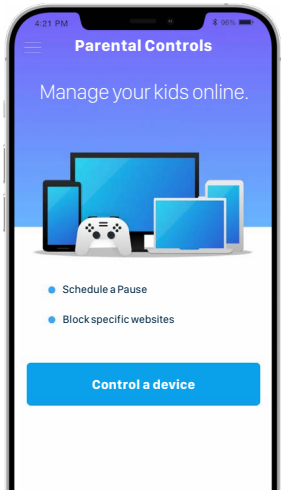 4:21 PM
96%
Parental Controls
Manage your kids online.
Schedule a Pause
Block specific websites
Control a device